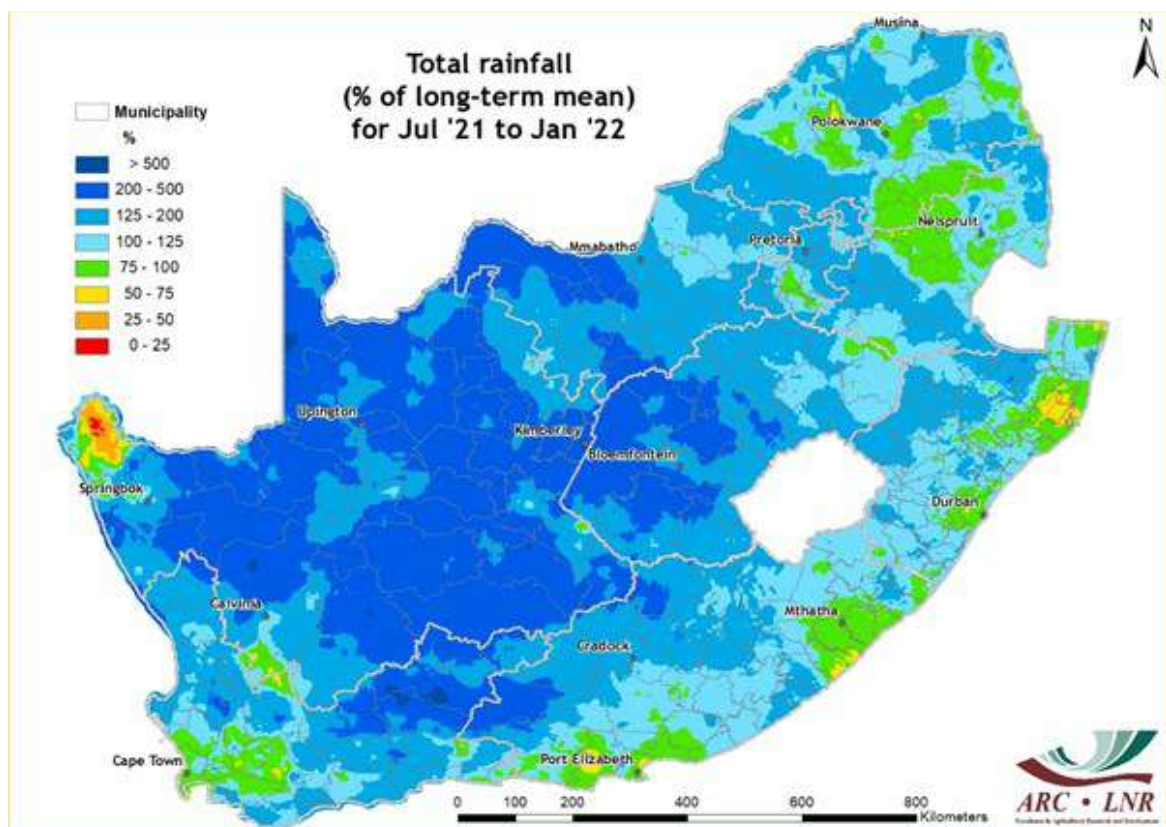 Total rainfall
(% of long-term mean)
for Jul '21 to Jan '22
N
Municipality
%
> 500
200 - 500
125 - 200
100 - 125
75 - 100
50 - 75
25 - 50
0 - 25
Musina
Polokwane
Nelspruit
Pretoria
Mmabatho
Upington
Kimberley
Bloemfontein
Springbok
Durban
Calvinia
Mthatha
Cradock
Cape Town
Port Elizabeth
0 100 200 400 600 800
Kilometers
ARC • LNR